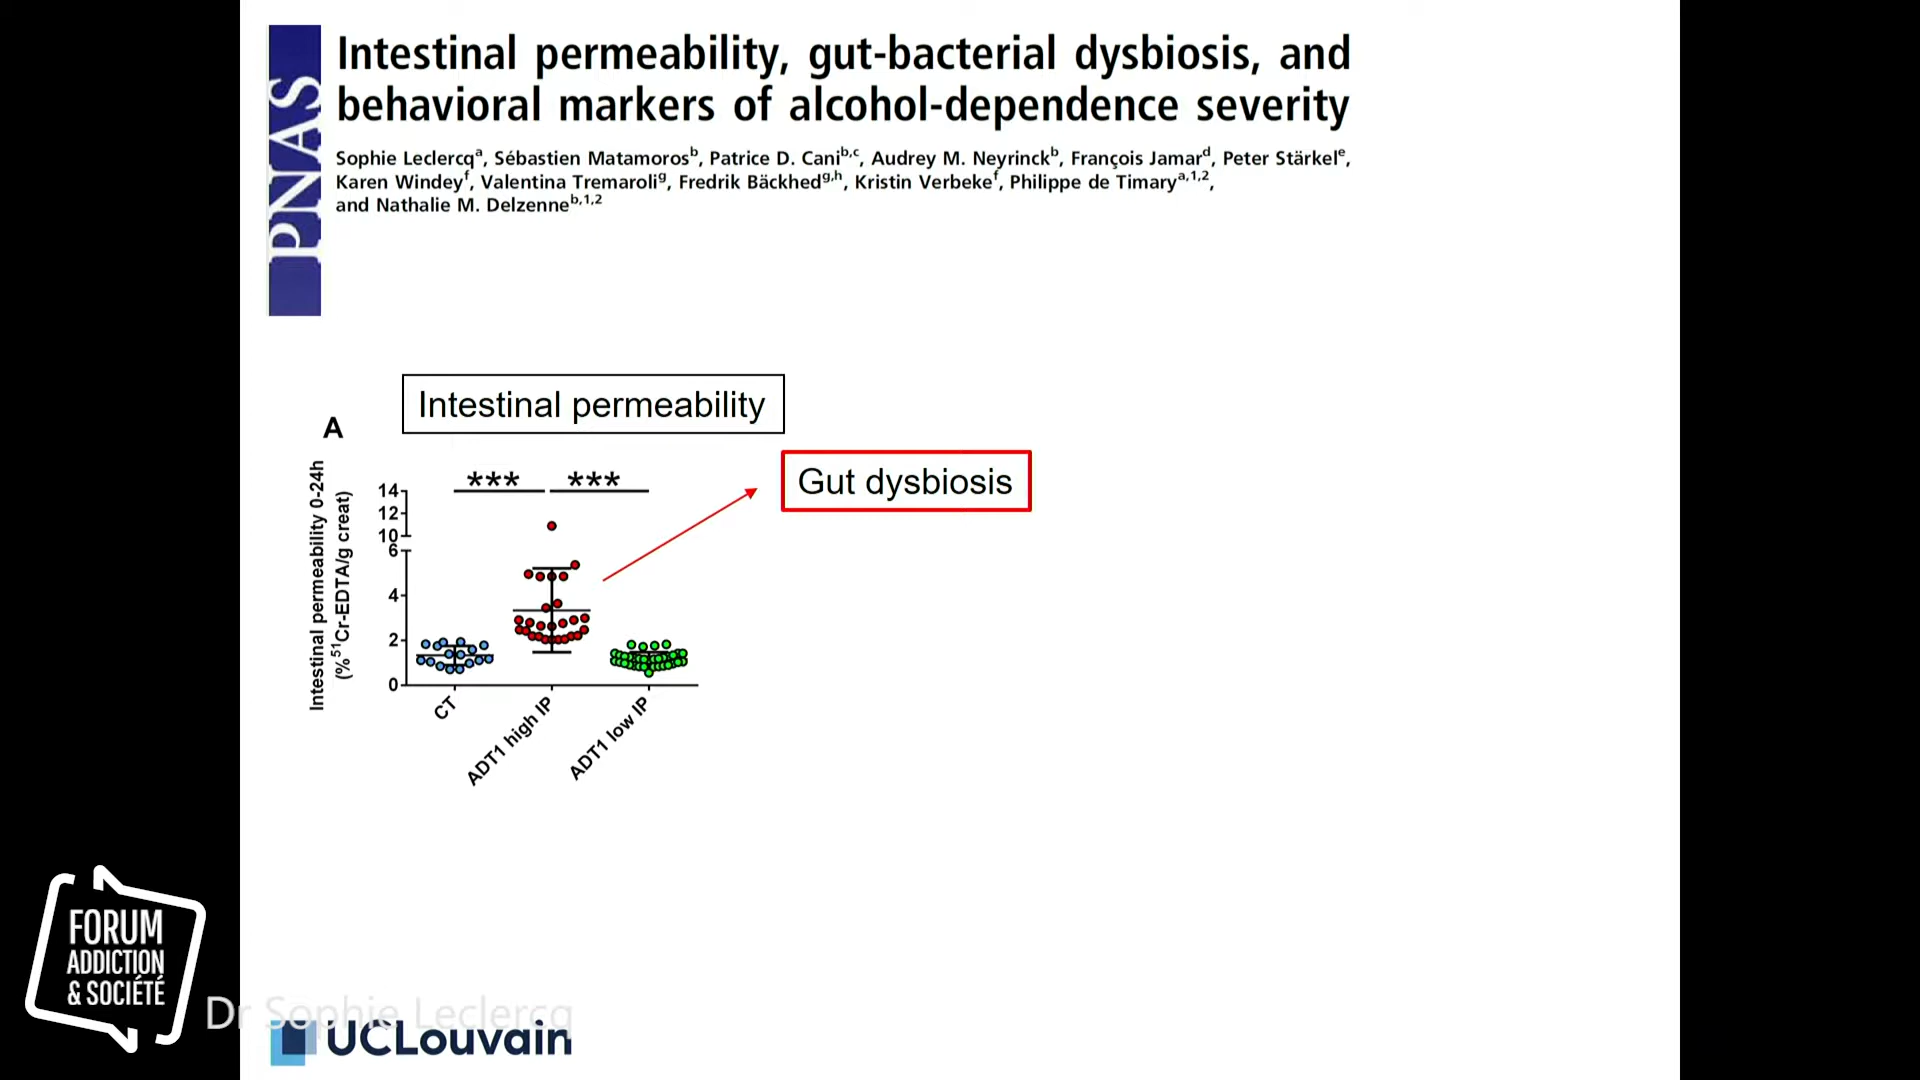 PNAS
Intestinal permeability, gut-bacterial dysbiosis, and
behavioral markers of alcohol-dependence severity
Sophie Leclercqa, Sébastien Matamorosb, Patrice D. Canib,c, Audrey M. Neyrinckb, François Jamard, Peter Stärkele,
Karen Windeyf, Valentina Tremarolig, Fredrik Bäckhedg,h, Kristin Verbekef, Philippe de Timarya,1,2,
and Nathalie M. Delzenneb,1,2
Intestinal permeability
A
Gut dysbiosis
*** ***
Intestinal permeability 0-24h
(%51Cr-EDTA/g creat)
14
12
10
6
4
2
0
CT
ADT1 high IP
ADT1 low IP
FORUM
ADDICTION
& SOCIÉTÉ
Dr Sophie Leclercq
UCLouvain